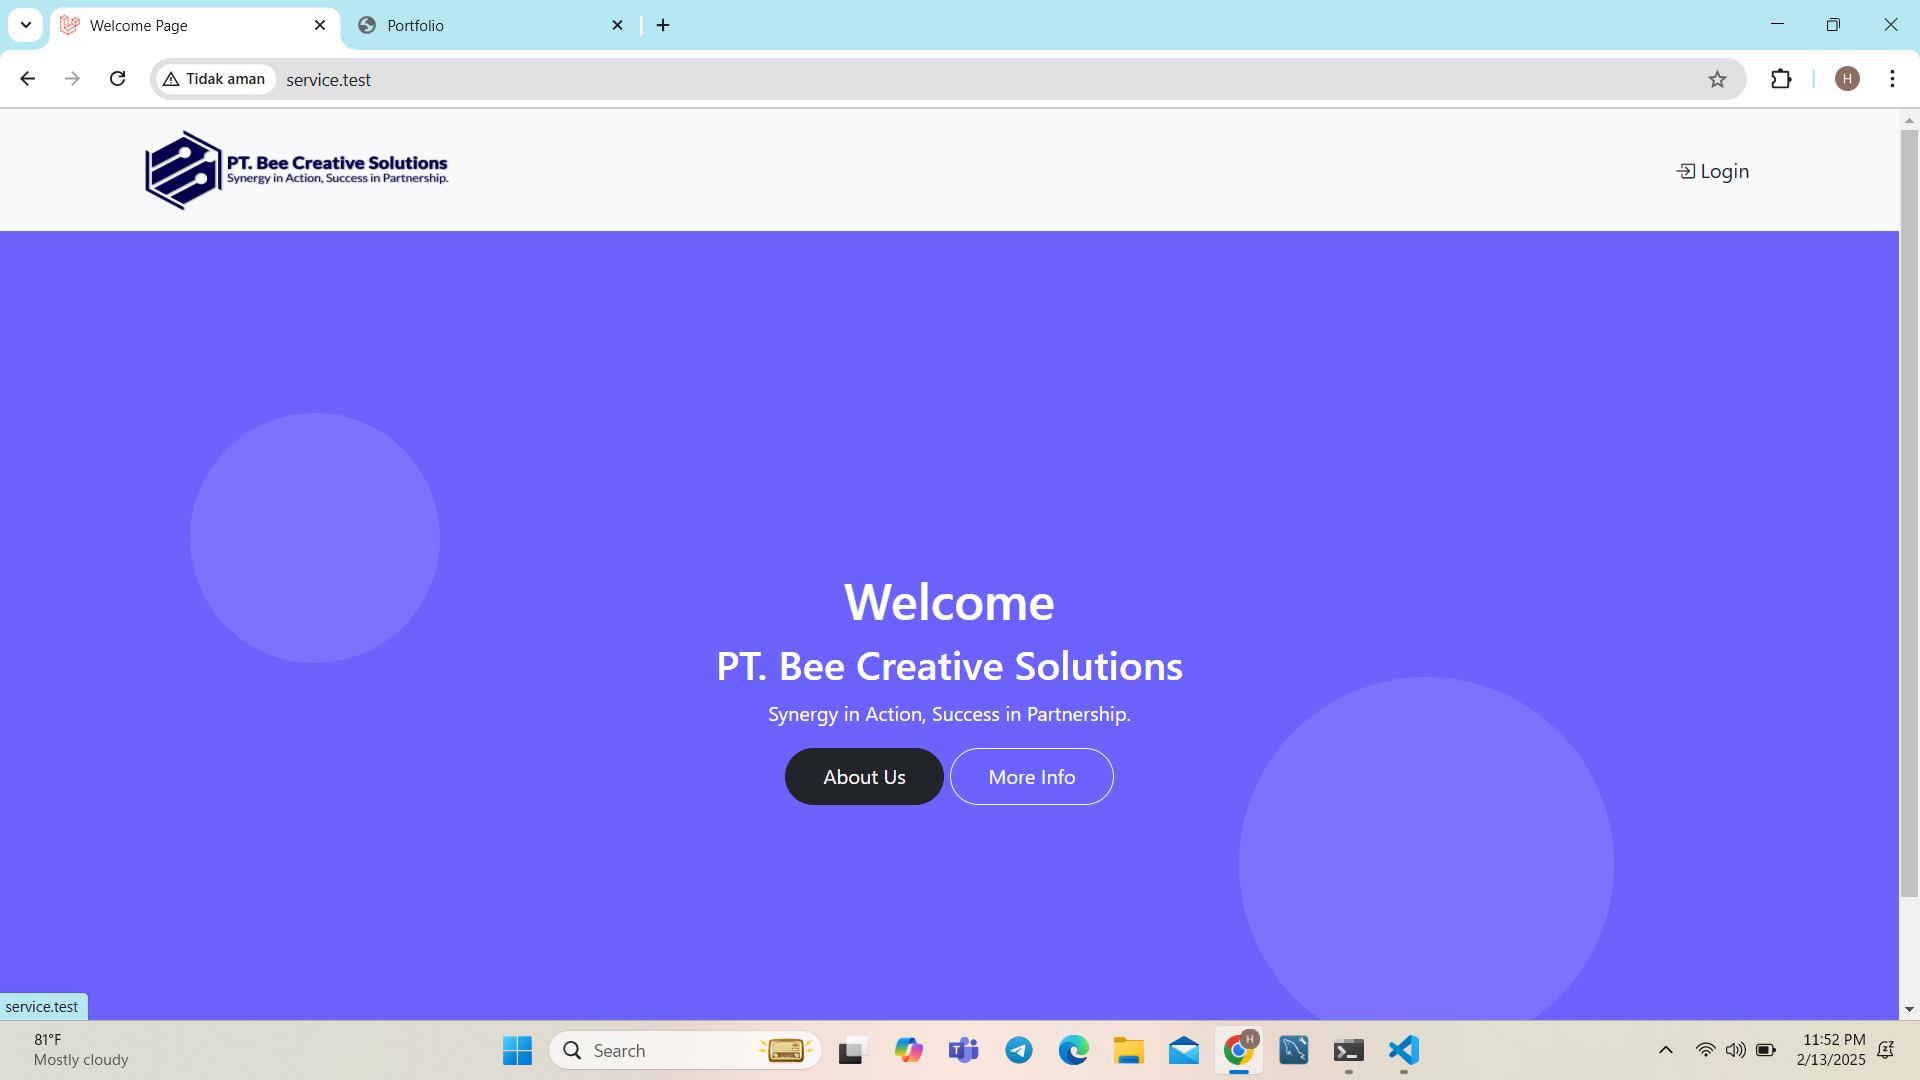 Welcome Page
Portfolio
Tidak aman
service.test
H
PT. Bee Creative Solutions
Synergy in Action, Success in Partnership.
Login
Welcome
PT. Bee Creative Solutions
Synergy in Action, Success in Partnership.
About Us
More Info
service.test
81°F
Mostly cloudy
Search
H
11:52 PM
2/13/2025